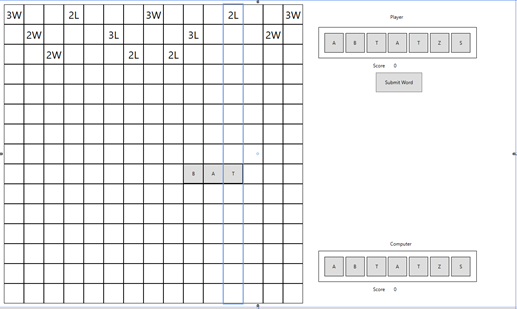 3W 2L 3W 2L 3W
2W 3L 3L 2W
2W 2L 2L
B A T
Player
A B T A T Z S
Score 0
Submit Word
Computer
A B T A T Z S
Score 0